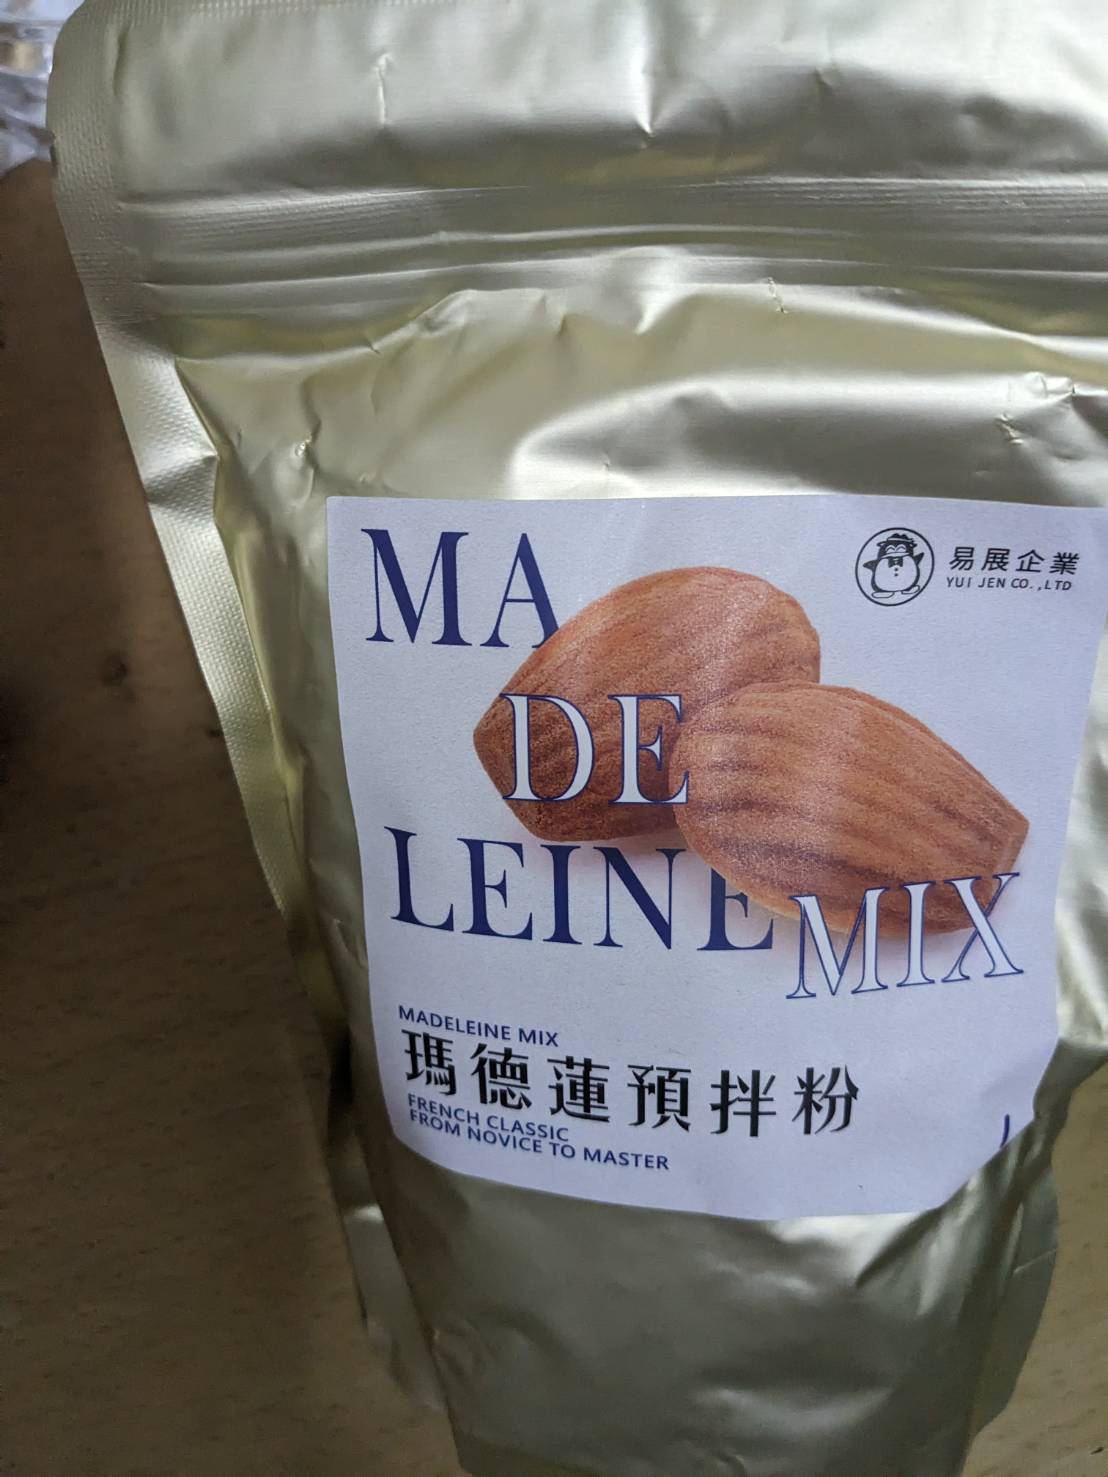 MA
易展企業
YUI JEN CO.,LTD
DE
LEINE
MIX
MADELEINE MIX
瑪德蓮預拌粉
FRENCH CLASSIC
FROM NOVICE TO MASTER